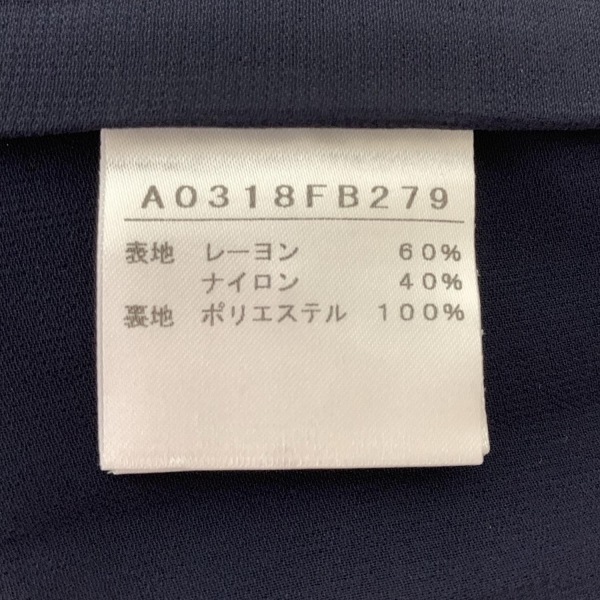 A0318FB279
表地 レーヨン 60%
ナイロン 40%
裏地 ポリエステル 100%